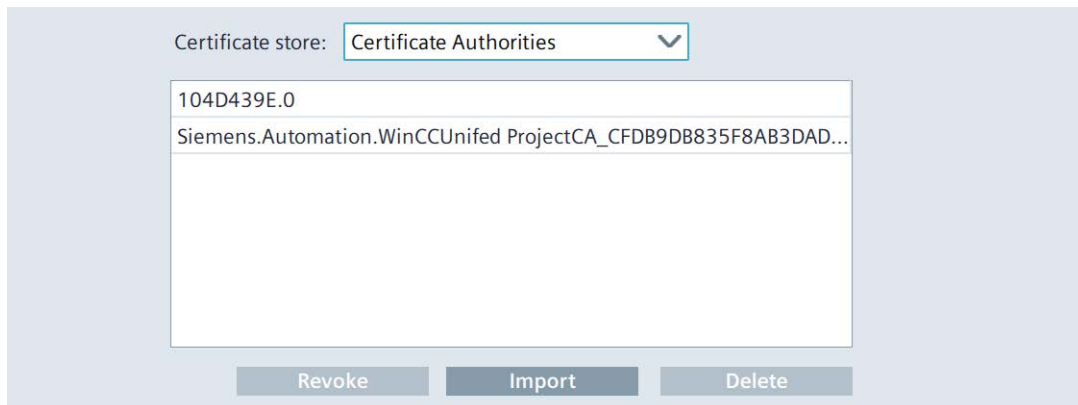 Certificate store: Certificate Authorities
104D439E.0
Siemens.Automation.WinCCUnifed ProjectCA_CFDB9DB835F8AB3DAD...
Revoke Import Delete